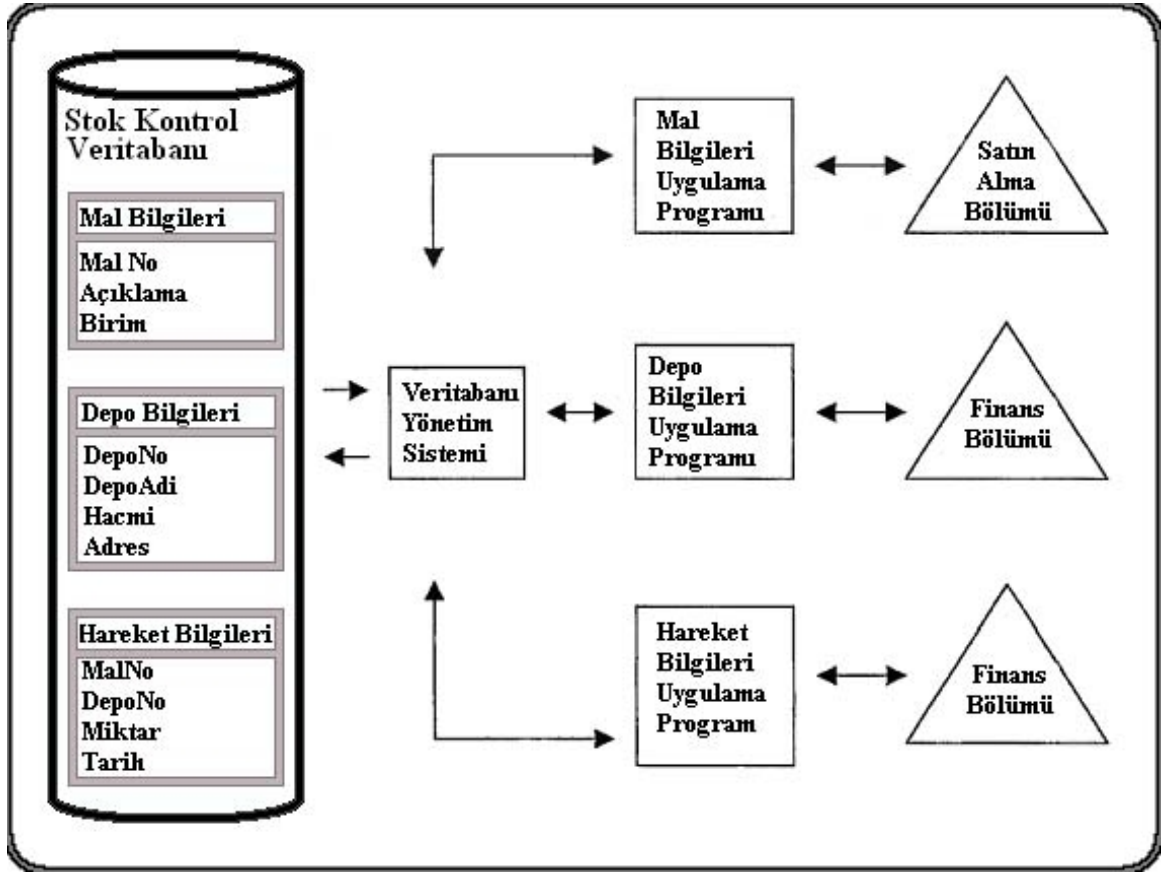 Stok Kontrol
Veritabanı
Mal Bilgileri
Mal No
Açıklama
Birim
Depo Bilgileri
DepoNo
DepoAdi
Hacmi
Adres
Hareket Bilgileri
MalNo
DepoNo
Miktar
Tarih
Veritabanı
Yönetim
Sistemi
Mal
Bilgileri
Uygulama
Programı
Satın
Alma
Bölümü
Depo
Bilgileri
Uygulama
Programı
Finans
Bölümü
Hareket
Bilgileri
Uygulama
Program
Finans
Bölümü